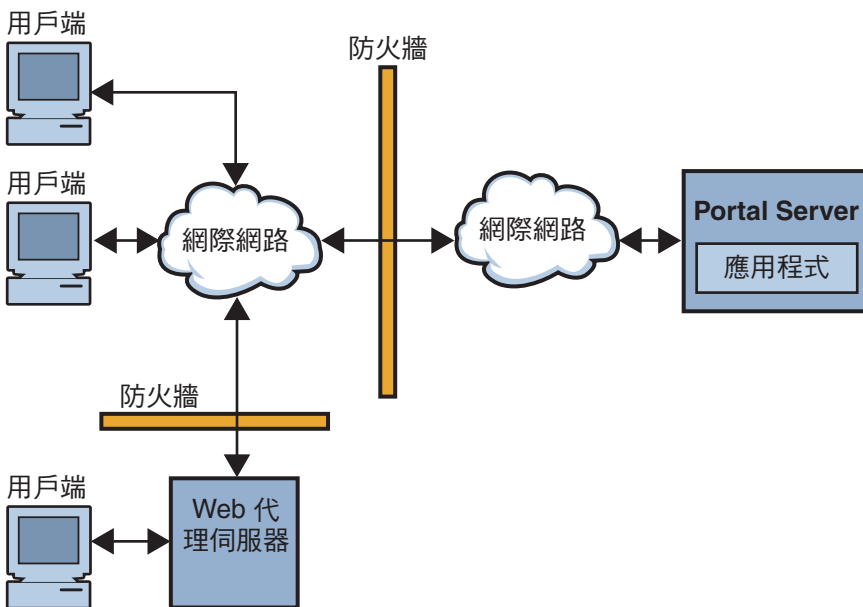 用戶端
防火牆
用戶端
網際網路
網際網路
Portal Server
應用程式
防火牆
用戶端
Web 代
理伺服器